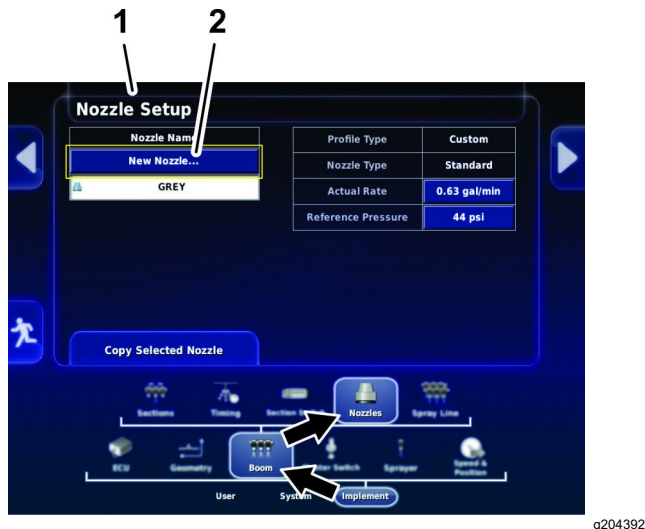 1 2
Nozzle Setup
Nozzle Name
New Nozzle...
GREY
Profile Type Custom
Nozzle Type Standard
Actual Rate 0.63 gal/min
Reference Pressure 44 psi
Copy Selected Nozzle
Sections Timing Section Nozzles Spray Line
ECU Geometry Boom Switch Sprayer Speed & Position
User System Implement
g204392